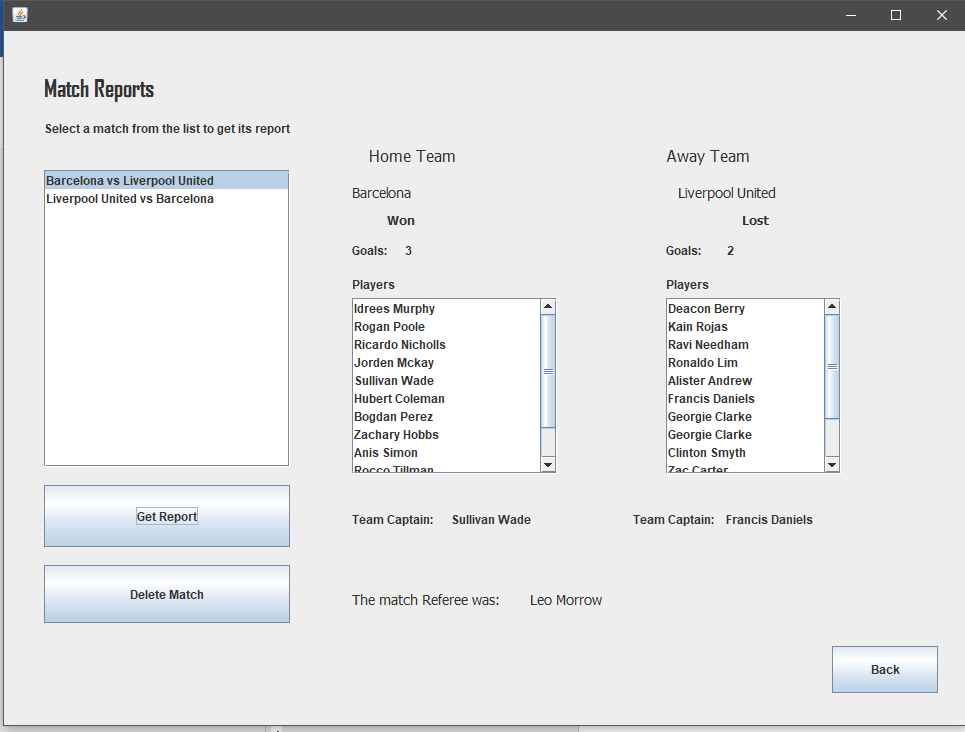 Match Reports
Select a match from the list to get its report
Barcelona vs Liverpool United
Liverpool United vs Barcelona
Get Report
Delete Match
Home Team
Barcelona
Won
Goals: 3
Players
Idrees Murphy
Rogan Poole
Ricardo Nicholls
Jorden Mckay
Sullivan Wade
Hubert Coleman
Bogdan Perez
Zachary Hobbs
Anis Simon
Rocco Tillman
Team Captain: Sullivan Wade
Away Team
Liverpool United
Lost
Goals: 2
Players
Deacon Berry
Kain Rojas
Ravi Needham
Ronaldo Lim
Alister Andrew
Francis Daniels
Georgie Clarke
Georgie Clarke
Clinton Smyth
Zac Carter
Team Captain: Francis Daniels
The match Referee was: Leo Morrow
Back